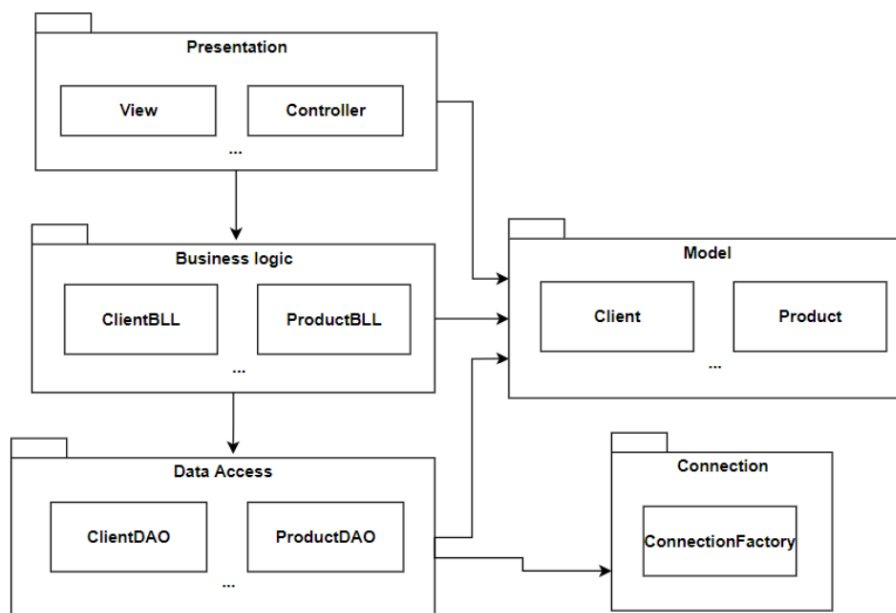 Presentation
View
Controller
...
Business logic
ClientBLL
ProductBLL
...
Model
Client
Product
...
Data Access
ClientDAO
ProductDAO
...
Connection
ConnectionFactory